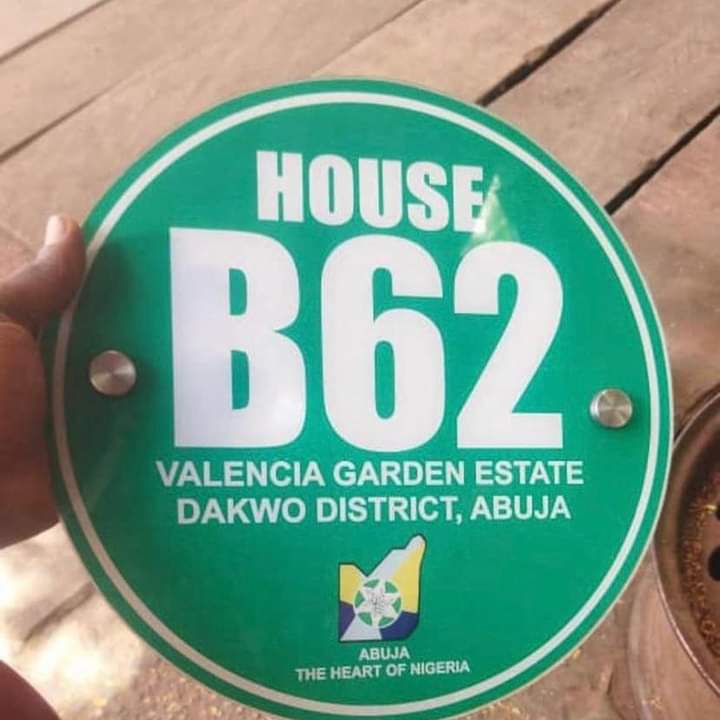 HOUSE
B62
VALENCIA GARDEN ESTATE
DAKWO DISTRICT, ABUJA
ABUJA
THE HEART OF NIGERIA